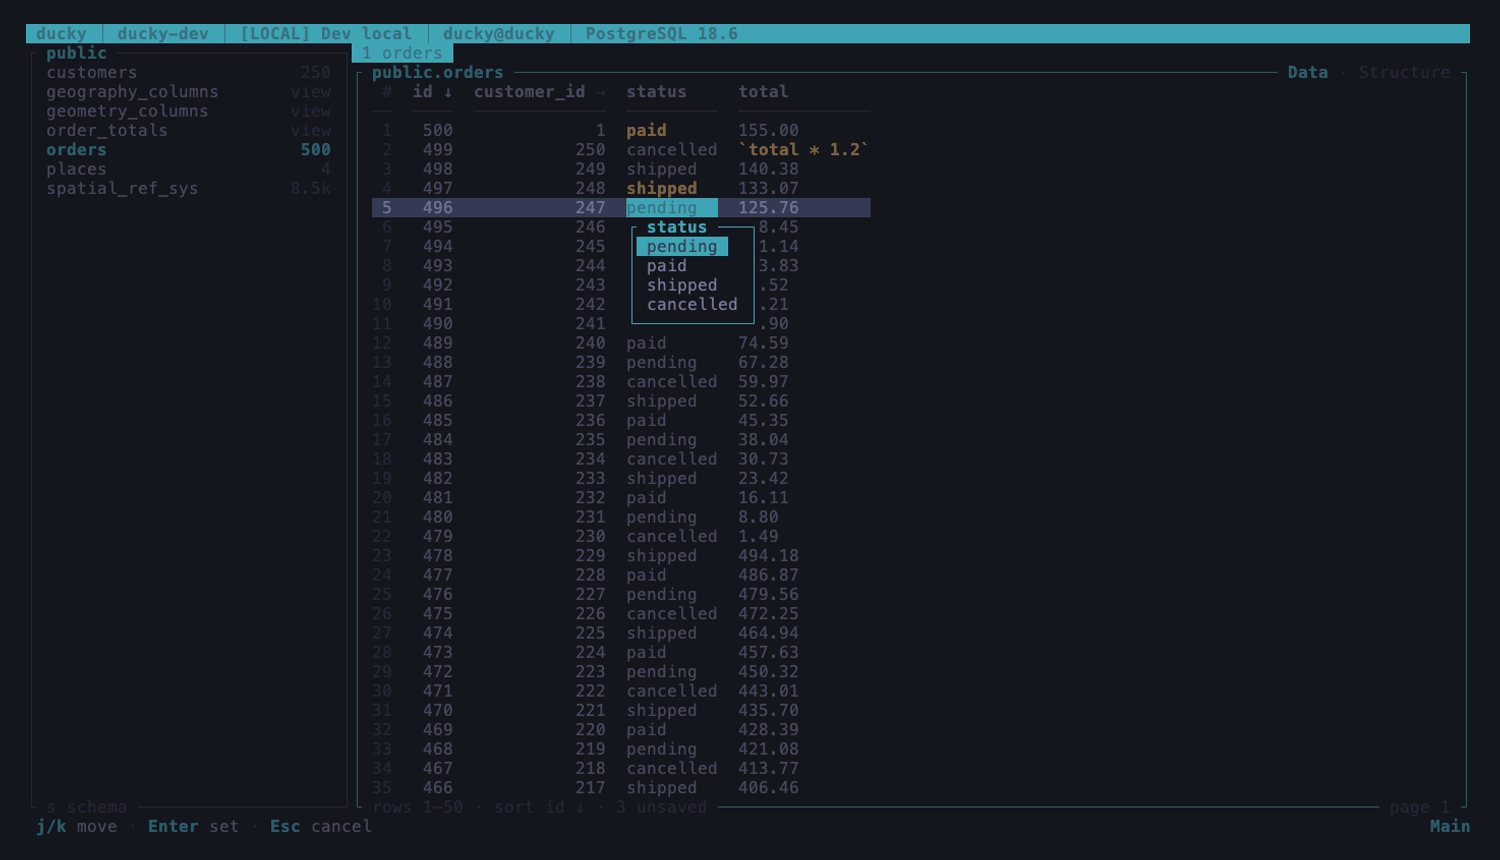 ducky │ ducky-dev │ [LOCAL] Dev local │ ducky@ducky │ PostgreSQL 18.6
public
customers 250
geography_columns view
geometry_columns view
order_totals view
orders 500
places 4
spatial_ref_sys 8.5k
s schema
1 orders
public.orders Data · Structure
# id ↓ customer_id → status total
1 500 1 paid 155.00
2 499 250 cancelled `total * 1.2`
3 498 249 shipped 140.38
4 497 248 shipped 133.07
5 496 247 pending 125.76
6 495 246 8.45
7 494 245 1.14
8 493 244 3.83
9 492 243 .52
10 491 242 .21
11 490 241 .90
status
pending
paid
shipped
cancelled
12 489 240 paid 74.59
13 488 239 pending 67.28
14 487 238 cancelled 59.97
15 486 237 shipped 52.66
16 485 236 paid 45.35
17 484 235 pending 38.04
18 483 234 cancelled 30.73
19 482 233 shipped 23.42
20 481 232 paid 16.11
21 480 231 pending 8.80
22 479 230 cancelled 1.49
23 478 229 shipped 494.18
24 477 228 paid 486.87
25 476 227 pending 479.56
26 475 226 cancelled 472.25
27 474 225 shipped 464.94
28 473 224 paid 457.63
29 472 223 pending 450.32
30 471 222 cancelled 443.01
31 470 221 shipped 435.70
32 469 220 paid 428.39
33 468 219 pending 421.08
34 467 218 cancelled 413.77
35 466 217 shipped 406.46
rows 1–50 · sort id ↓ · 3 unsaved page 1
j/k move · Enter set · Esc cancel Main